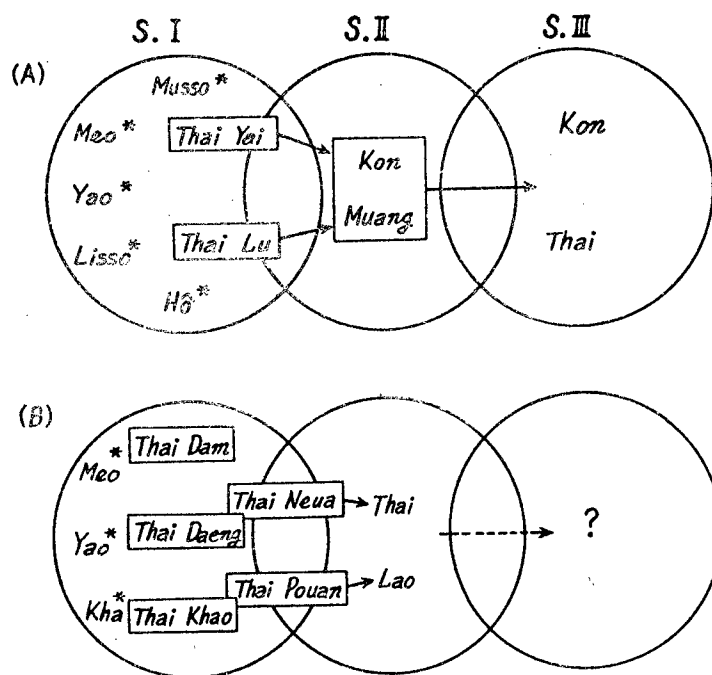 S. I S. II S. III
(A)
Musso*
Meo*
Thai Yai
Kon
Kon
Yao*
Muang
Thai Lu
Thai
Lisso*
Hô*
(B)
Meo*
Thai Dam
Thai Neua
Thai
Yao*
Thai Daeng
?
Kha*
Thai Pouan
Lao
Thai Khao